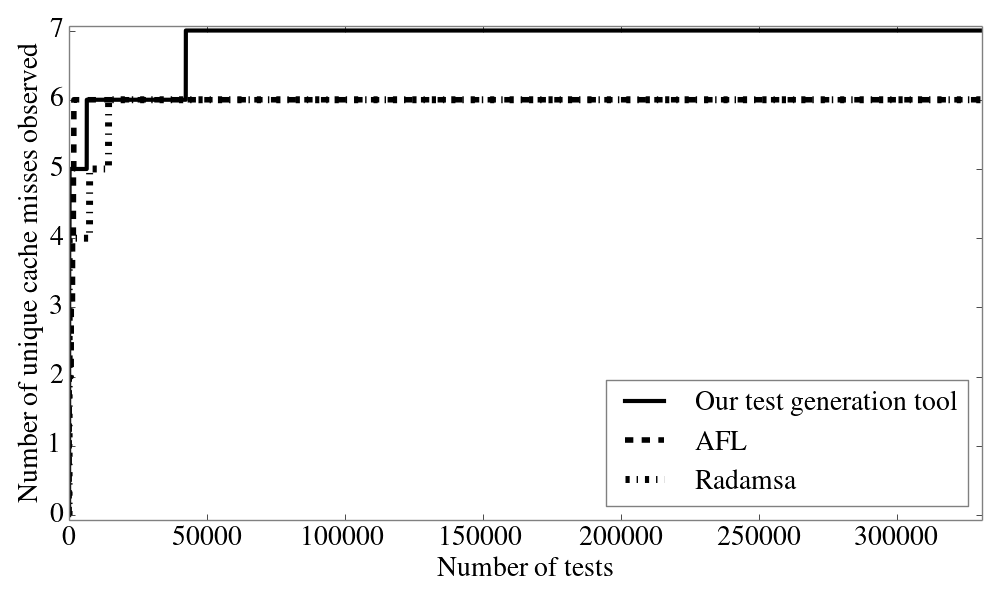 Number of unique cache misses observed
7
6
5
4
3
2
1
0
0 50000 100000 150000 200000 250000 300000
Number of tests
Our test generation tool
AFL
Radamsa